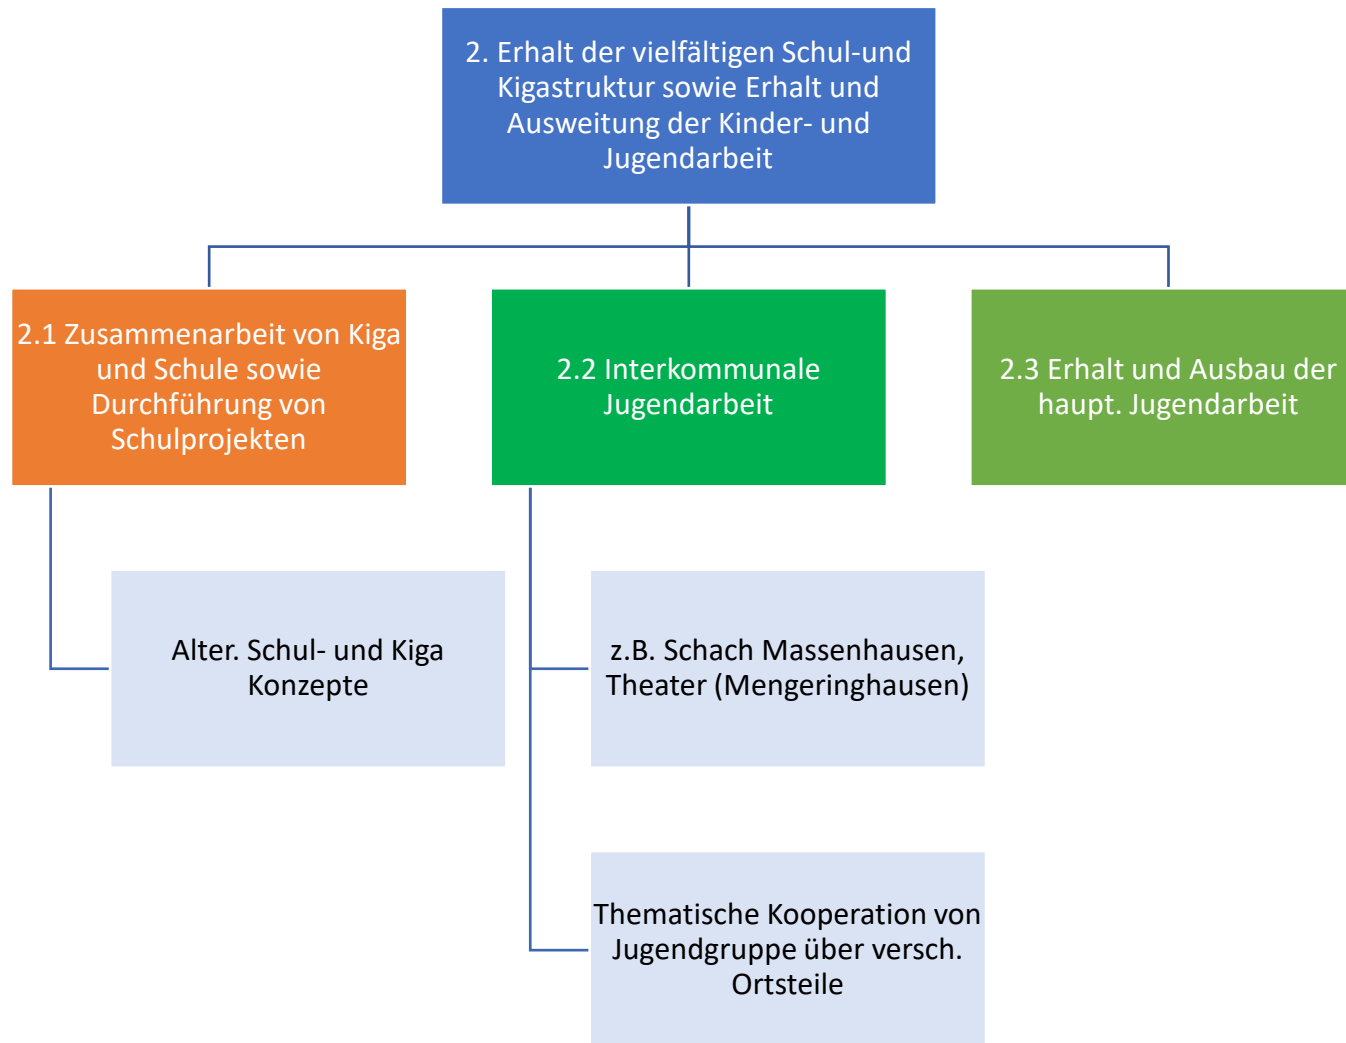 2. Erhalt der vielfältigen Schul-und
Kigastruktur sowie Erhalt und
Ausweitung der Kinder- und
Jugendarbeit
2.1 Zusammenarbeit von Kiga
und Schule sowie
Durchführung von
Schulprojekten
2.2 Interkommunale
Jugendarbeit
2.3 Erhalt und Ausbau der
haupt. Jugendarbeit
Alter. Schul- und Kiga
Konzepte
z.B. Schach Massenhausen,
Theater (Mengeringhausen)
Thematische Kooperation von
Jugendgruppe über versch.
Ortsteile